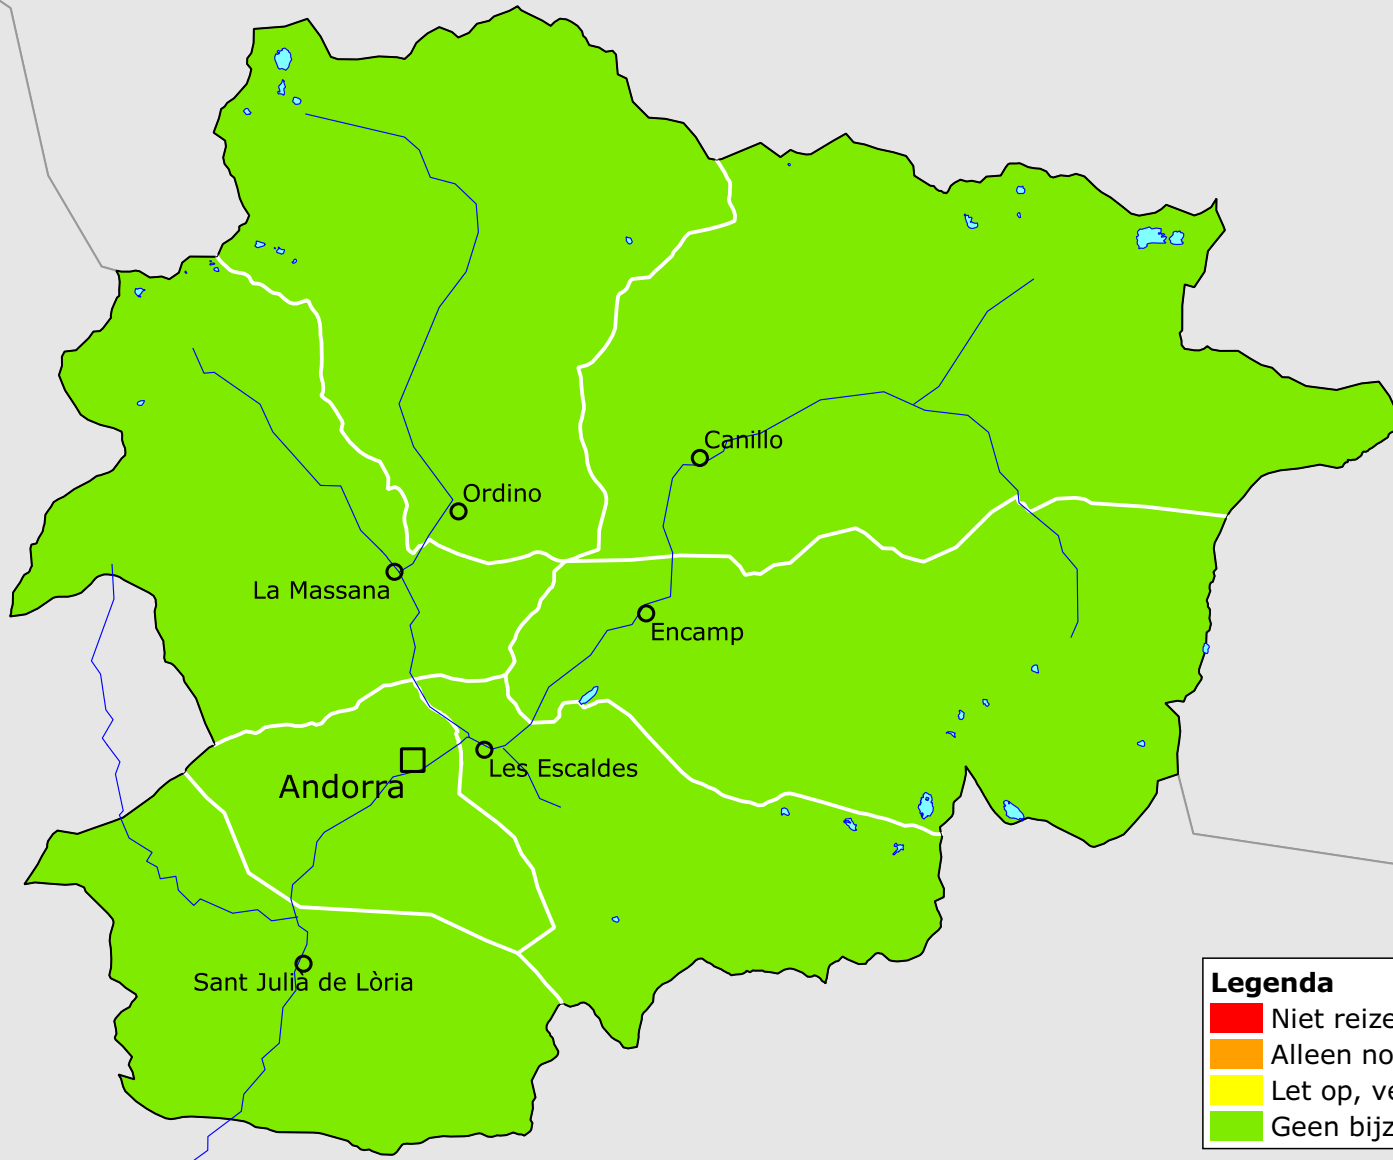 Canillo
Ordino
La Massana
Encamp
Les Escaldes
Andorra
Sant Julià de Lòria
Legenda
Niet reize
Alleen no
Let op, ve
Geen bijz